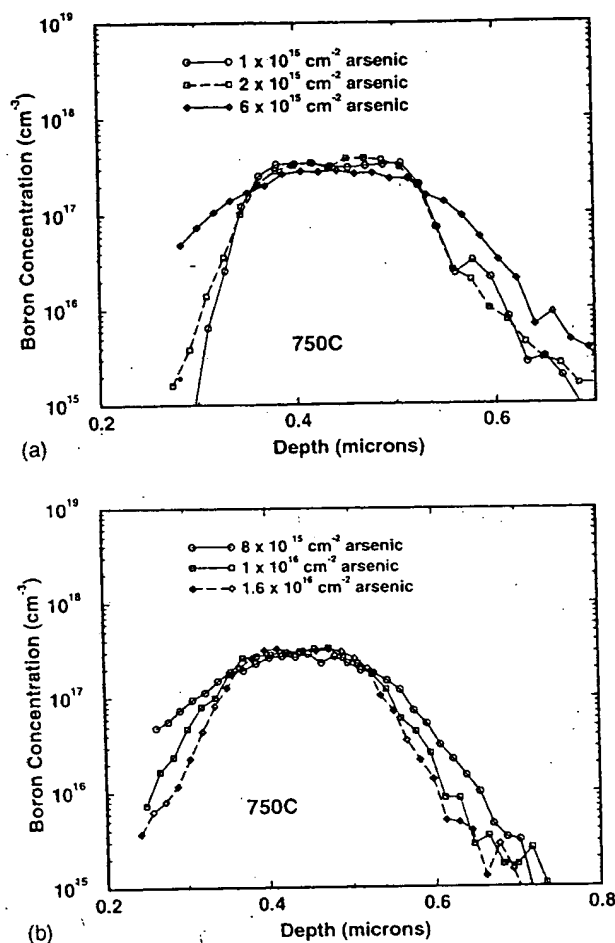 10^19
10^18
10^17
10^16
10^15
Boron Concentration (cm^-3)
1 x 10^15 cm^-2 arsenic
2 x 10^15 cm^-2 arsenic
6 x 10^15 cm^-2 arsenic
750C
0.2
0.4
0.6
Depth (microns)
(a)
10^19
10^18
10^17
10^16
10^15
Boron Concentration (cm^-3)
8 x 10^15 cm^-2 arsenic
1 x 10^16 cm^-2 arsenic
1.6 x 10^16 cm^-2 arsenic
750C
0.2
0.4
0.6
0.8
Depth (microns)
(b)